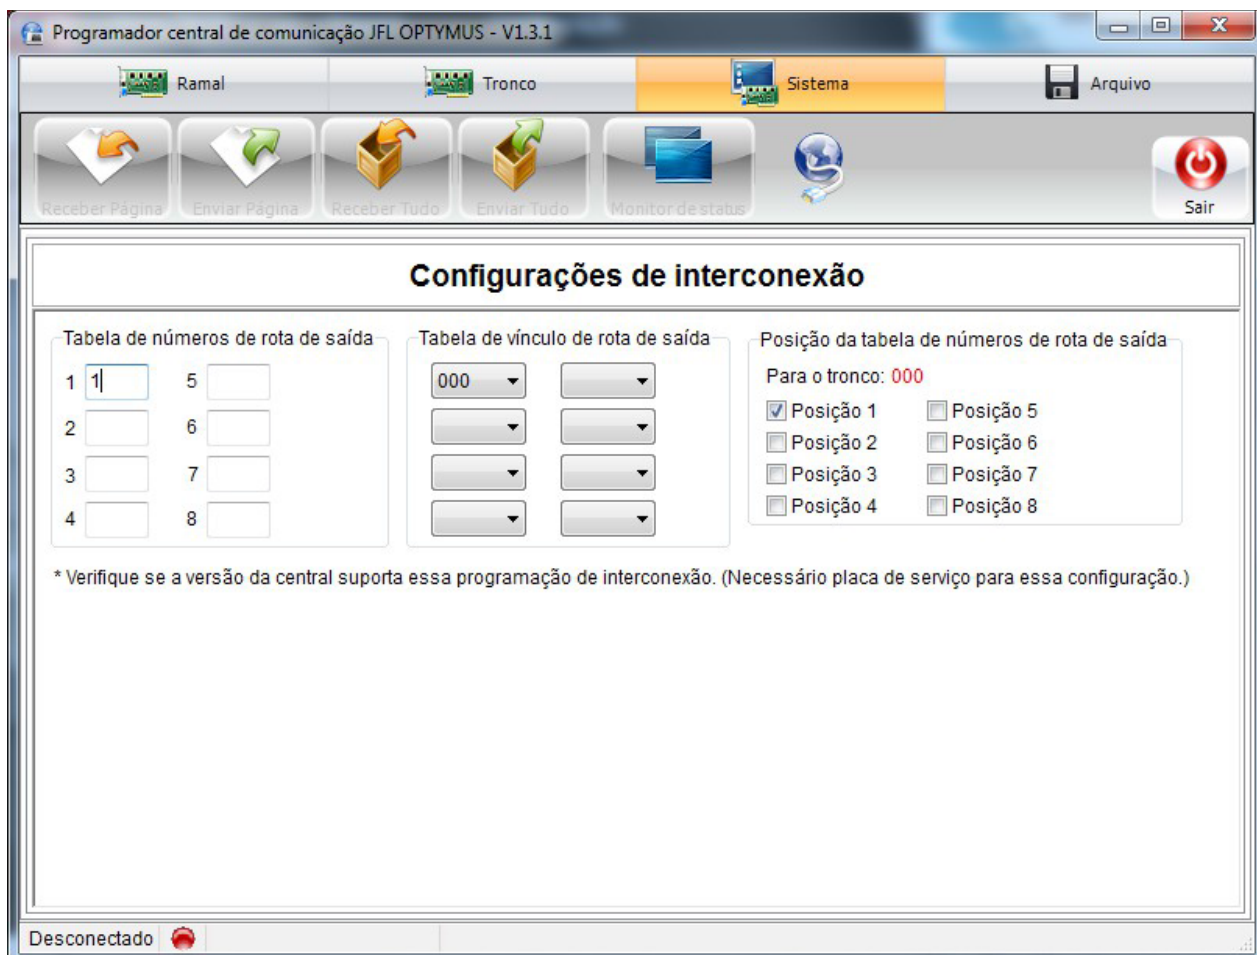 Programador central de comunicação JFL OPTYMUS - V1.3.1
Ramal Tronco Sistema Arquivo
Receber Página Enviar Página Receber Tudo Enviar Tudo Monitor de status Sair
Configurações de interconexão
Tabela de números de rota de saída Tabela de vínculo de rota de saída Posição da tabela de números de rota de saída
Para o tronco: 000
1 1 5 000
Posição 1 Posição 5
2 6
Posição 2 Posição 6
3 7
Posição 3 Posição 7
4 8
Posição 4 Posição 8
* Verifique se a versão da central suporta essa programação de interconexão. (Necessário placa de serviço para essa configuração.)
Desconectado